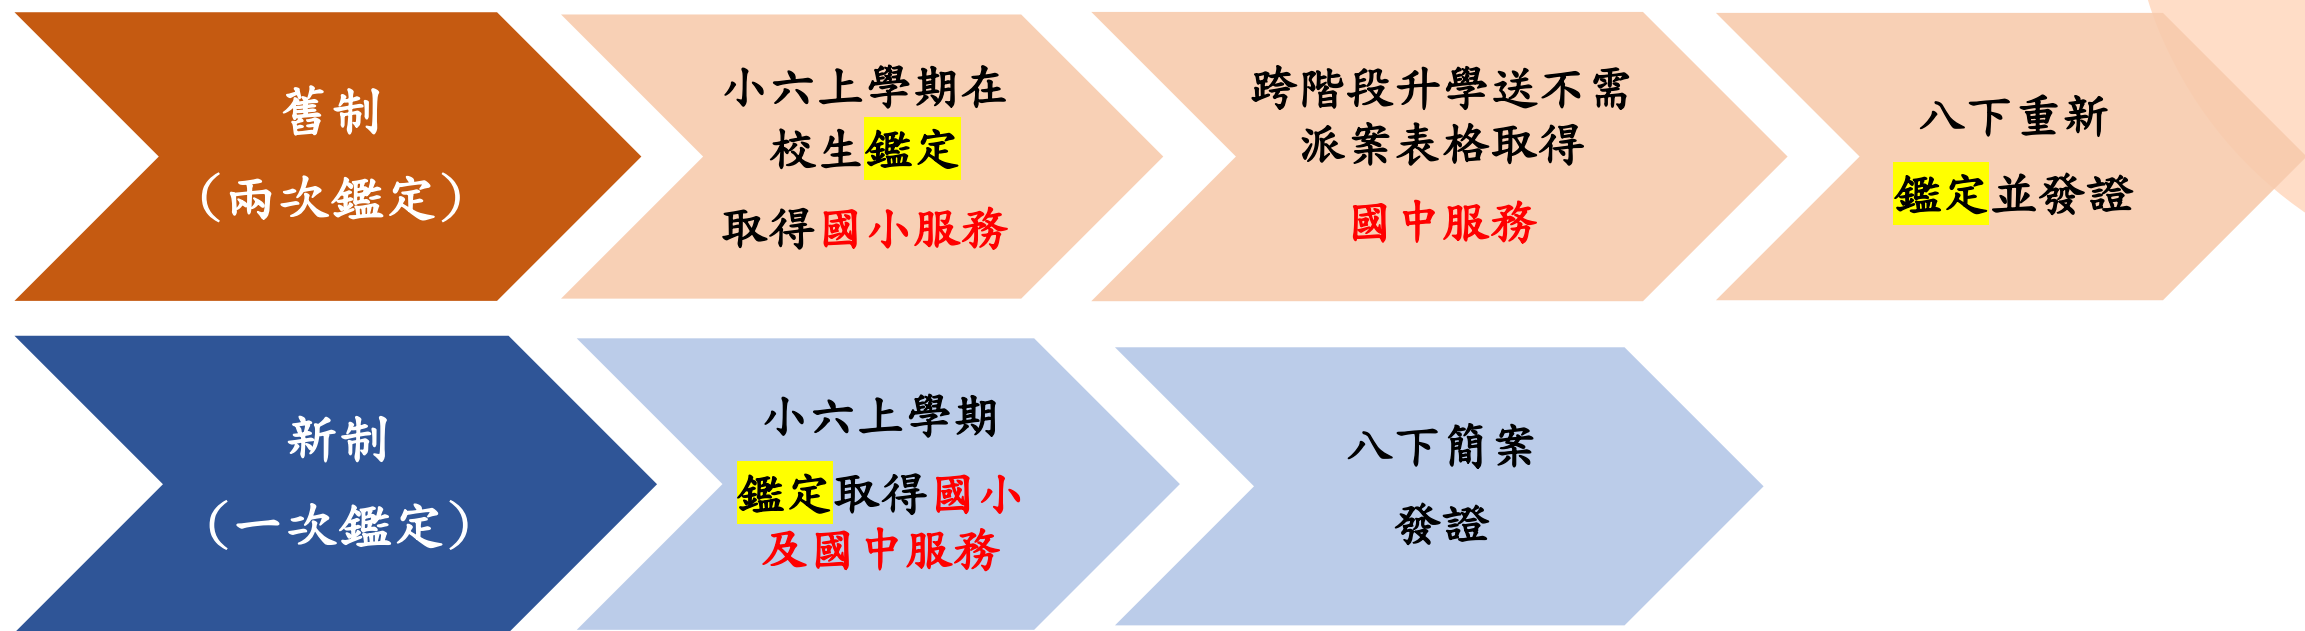 舊制
（兩次鑑定）
小六上學期在
校生鑑定
取得國小服務
跨階段升學送不需
派案表格取得
國中服務
八下重新
鑑定並發證
新制
（一次鑑定）
小六上學期
鑑定取得國小
及國中服務
八下簡案
發證